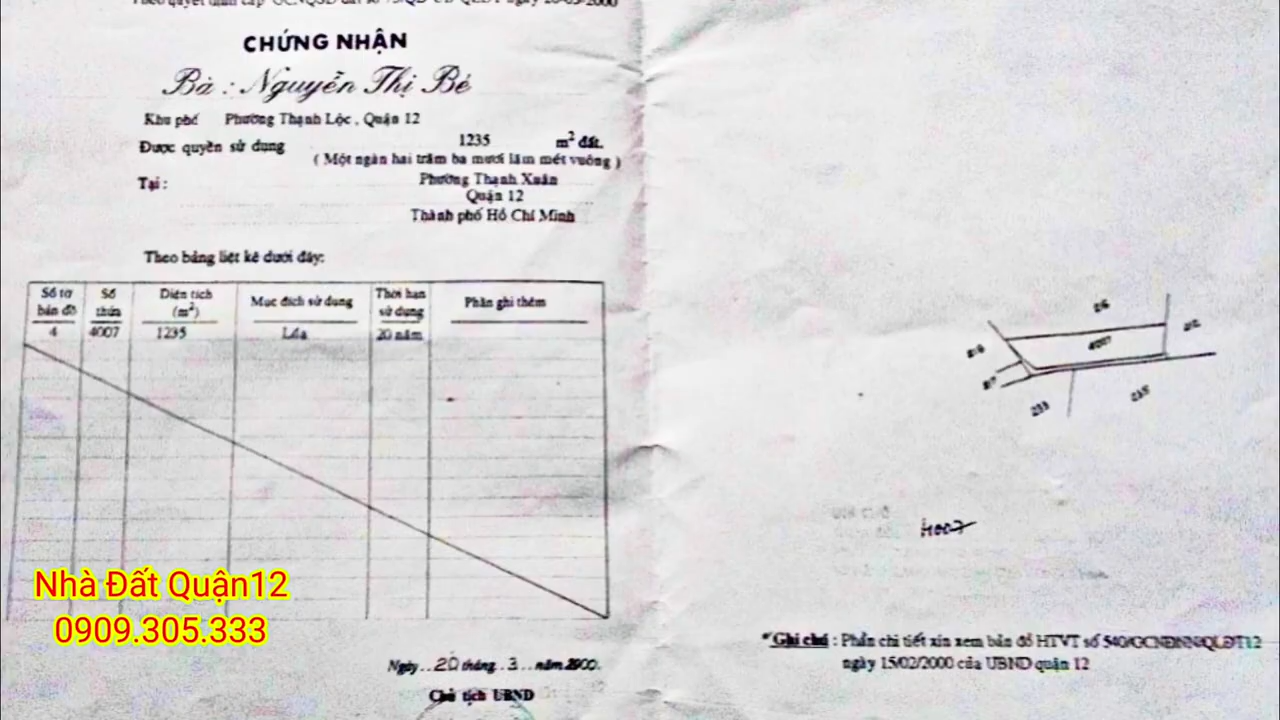 CHỨNG NHẬN
Bà : Nguyễn Thị Bé
Khu phố Phường Thạnh Lộc , Quận 12
Được quyền sử dụng 1235 m² đất.
( Một ngàn hai trăm ba mươi lăm mét vuông )
Tại : Phường Thạnh Xuân
Quận 12
Thành phố Hồ Chí Minh
Theo bảng liệt kê dưới đây:
Số tờ bản đồ Số thửa Diện tích (m²) Mục đích sử dụng Thời hạn sử dụng Phần ghi thêm
4 4007 1235 Lúa 20 năm
Ngày 20 tháng 3 năm 2000.
Chủ tịch UBND
4007
233
235
4007
*Ghi chú : Phần chi tiết xin xem bản đồ HTVT số 540/GCNĐNN/QLĐT12
ngày 15/02/2000 của UBND quận 12
Nhà Đất Quận12
0909.305.333